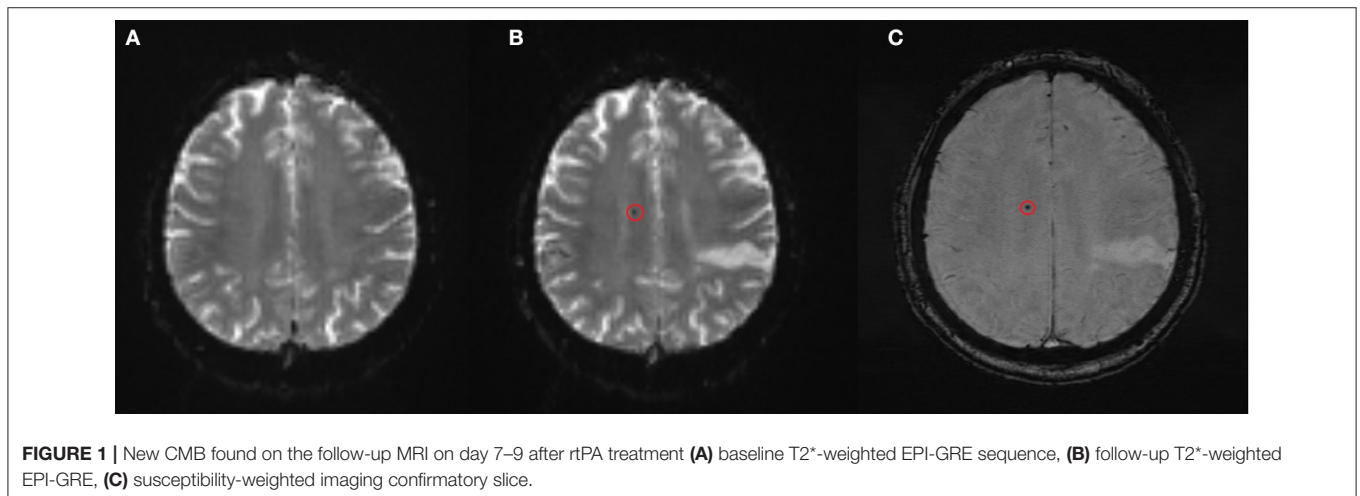 A B C
FIGURE 1 | New CMB found on the follow-up MRI on day 7–9 after rtPA treatment (A) baseline T2*-weighted EPI-GRE sequence, (B) follow-up T2*-weighted
EPI-GRE, (C) susceptibility-weighted imaging confirmatory slice.